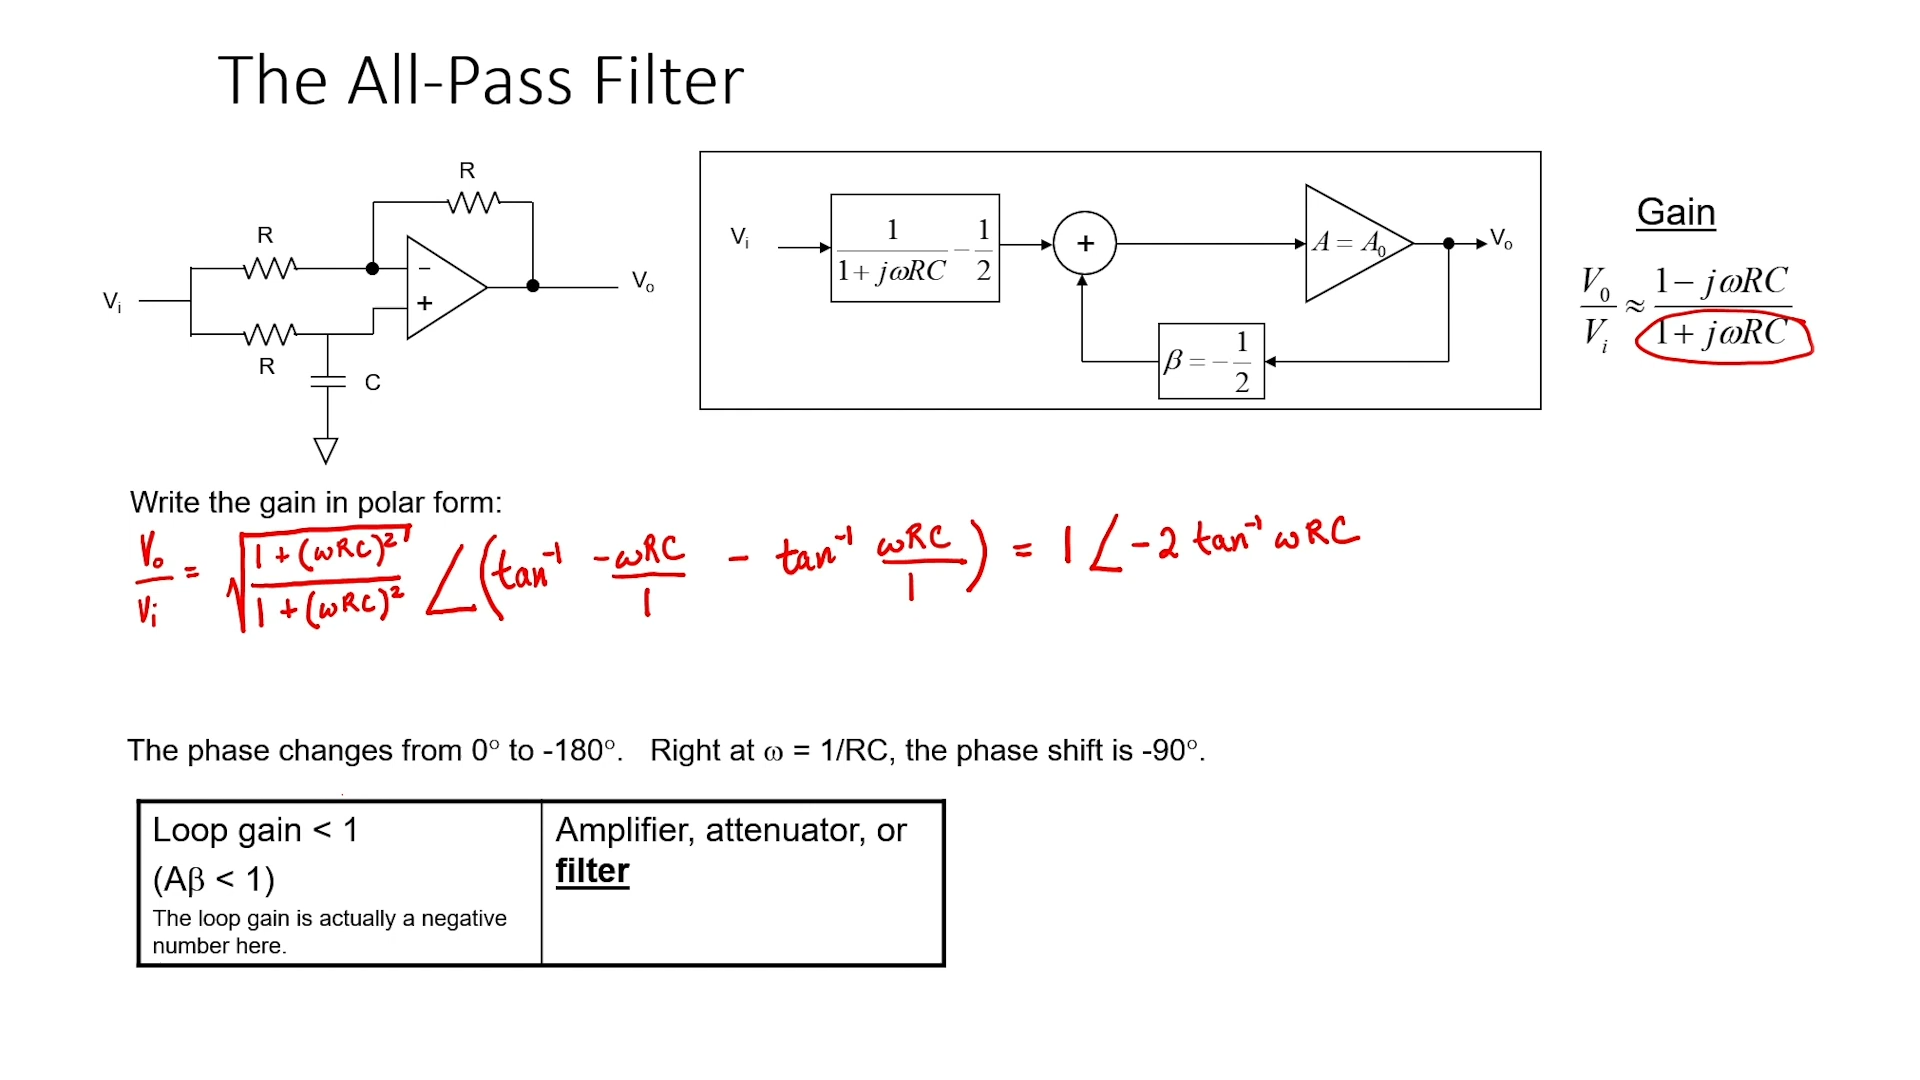 The All-Pass Filter
R
R
Vᵢ
−
+
V₀
R
C
Vᵢ
1/(1 + jωRC) − 1/2
+
A = A₀
V₀
β = − 1/2
Gain
V₀/Vᵢ ≈ (1 − jωRC)/(1 + jωRC)
Write the gain in polar form:
V₀/Vᵢ = √((1 + (ωRC)²)/(1 + (ωRC)²)) ∠(tan⁻¹ −ωRC/1 − tan⁻¹ ωRC/1) = 1 ∠−2 tan⁻¹ ωRC
The phase changes from 0° to -180°. Right at ω = 1/RC, the phase shift is -90°.
Loop gain < 1
(Aβ < 1)
The loop gain is actually a negative
number here.
Amplifier, attenuator, or
filter